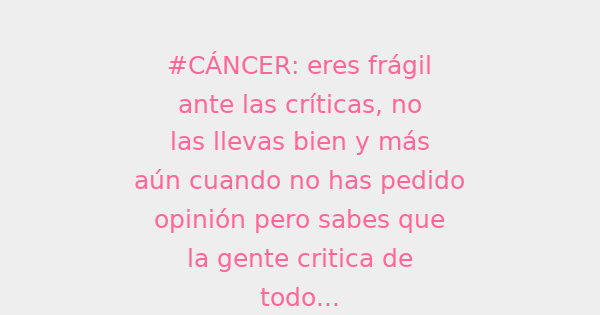 #CÁNCER: eres frágil
ante las críticas, no
las llevas bien y más
aún cuando no has pedido
opinión pero sabes que
la gente critica de
todo...